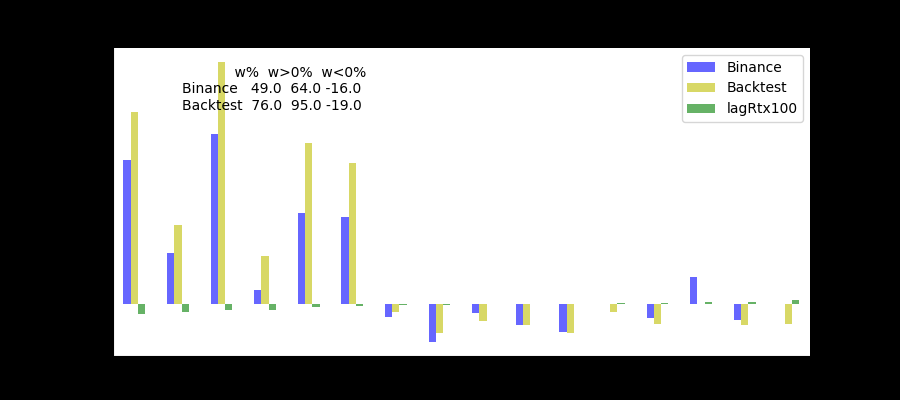 w% w>0% w<0%
Binance 49.0 64.0 -16.0
Backtest 76.0 95.0 -19.0
Binance
Backtest
lagRtx100